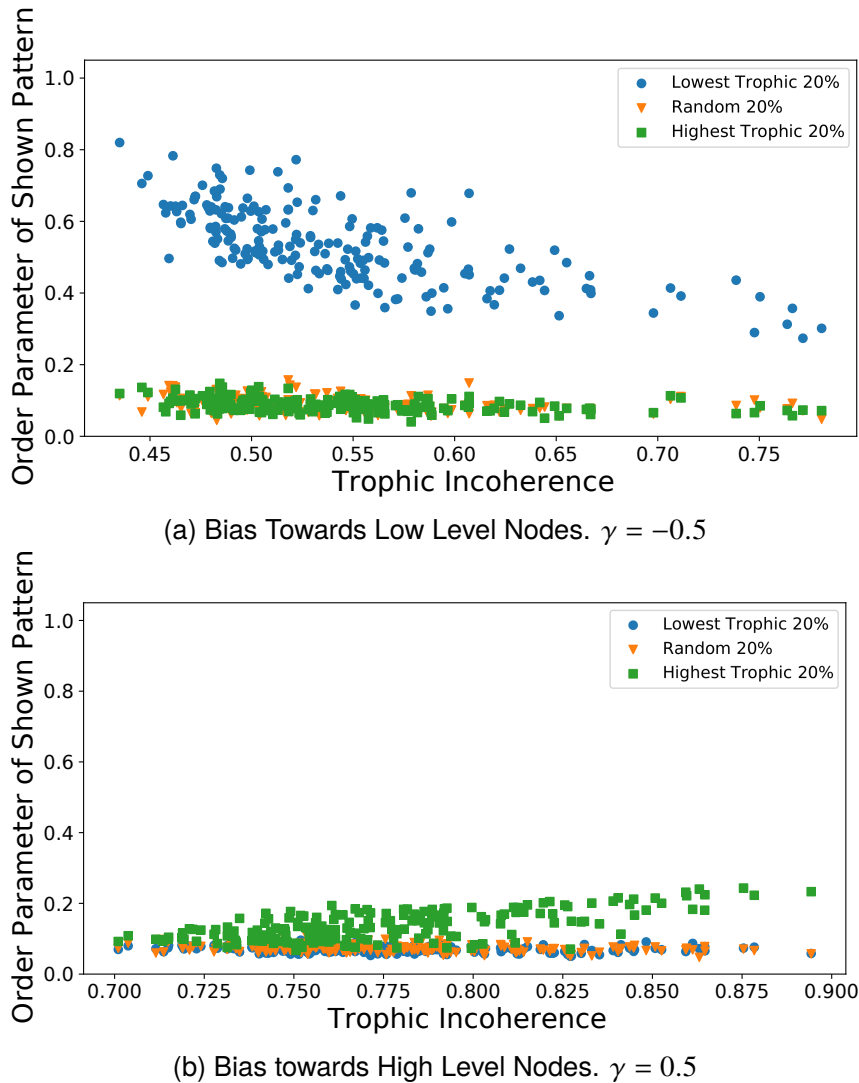 Order Parameter of Shown Pattern
1.0
0.8
0.6
0.4
0.2
0.0
Lowest Trophic 20%
Random 20%
Highest Trophic 20%
0.45 0.50 0.55 0.60 0.65 0.70 0.75
Trophic Incoherence
(a) Bias Towards Low Level Nodes. γ = −0.5
Order Parameter of Shown Pattern
1.0
0.8
0.6
0.4
0.2
0.0
Lowest Trophic 20%
Random 20%
Highest Trophic 20%
0.700 0.725 0.750 0.775 0.800 0.825 0.850 0.875 0.900
Trophic Incoherence
(b) Bias towards High Level Nodes. γ = 0.5